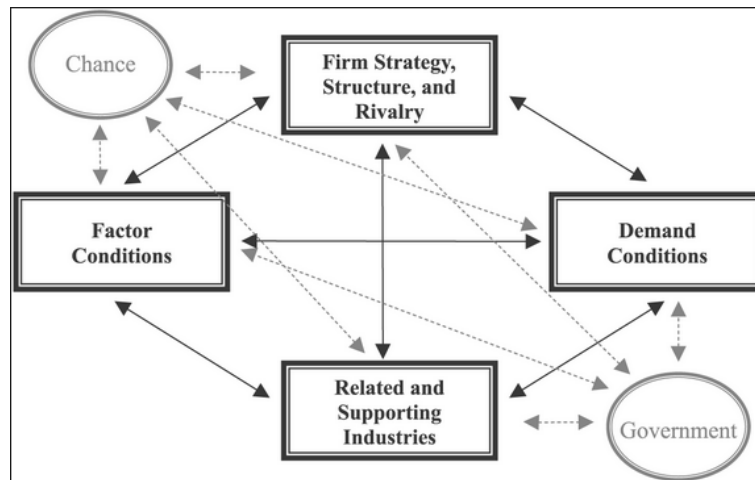 Chance
Firm Strategy,
Structure, and
Rivalry
Factor
Conditions
Demand
Conditions
Related and
Supporting
Industries
Government